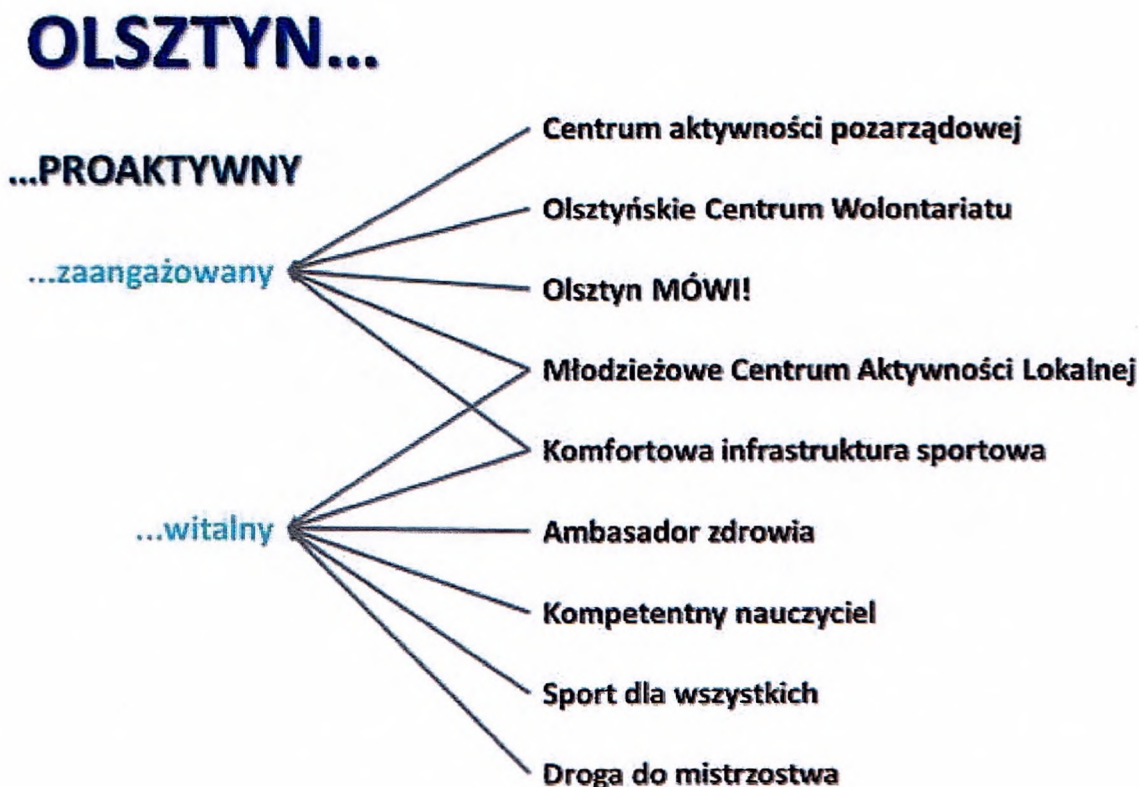 OLSZTYN...
...PROAKTYWNY
...zaangażowany
Centrum aktywności pozarządowej
Olsztyńskie Centrum Wolontariatu
Olsztyn MÓWI!
Młodzieżowe Centrum Aktywności Lokalnej
Komfortowa infrastruktura sportowa
...witalny
Ambasador zdrowia
Kompetentny nauczyciel
Sport dla wszystkich
Droga do mistrzostwa